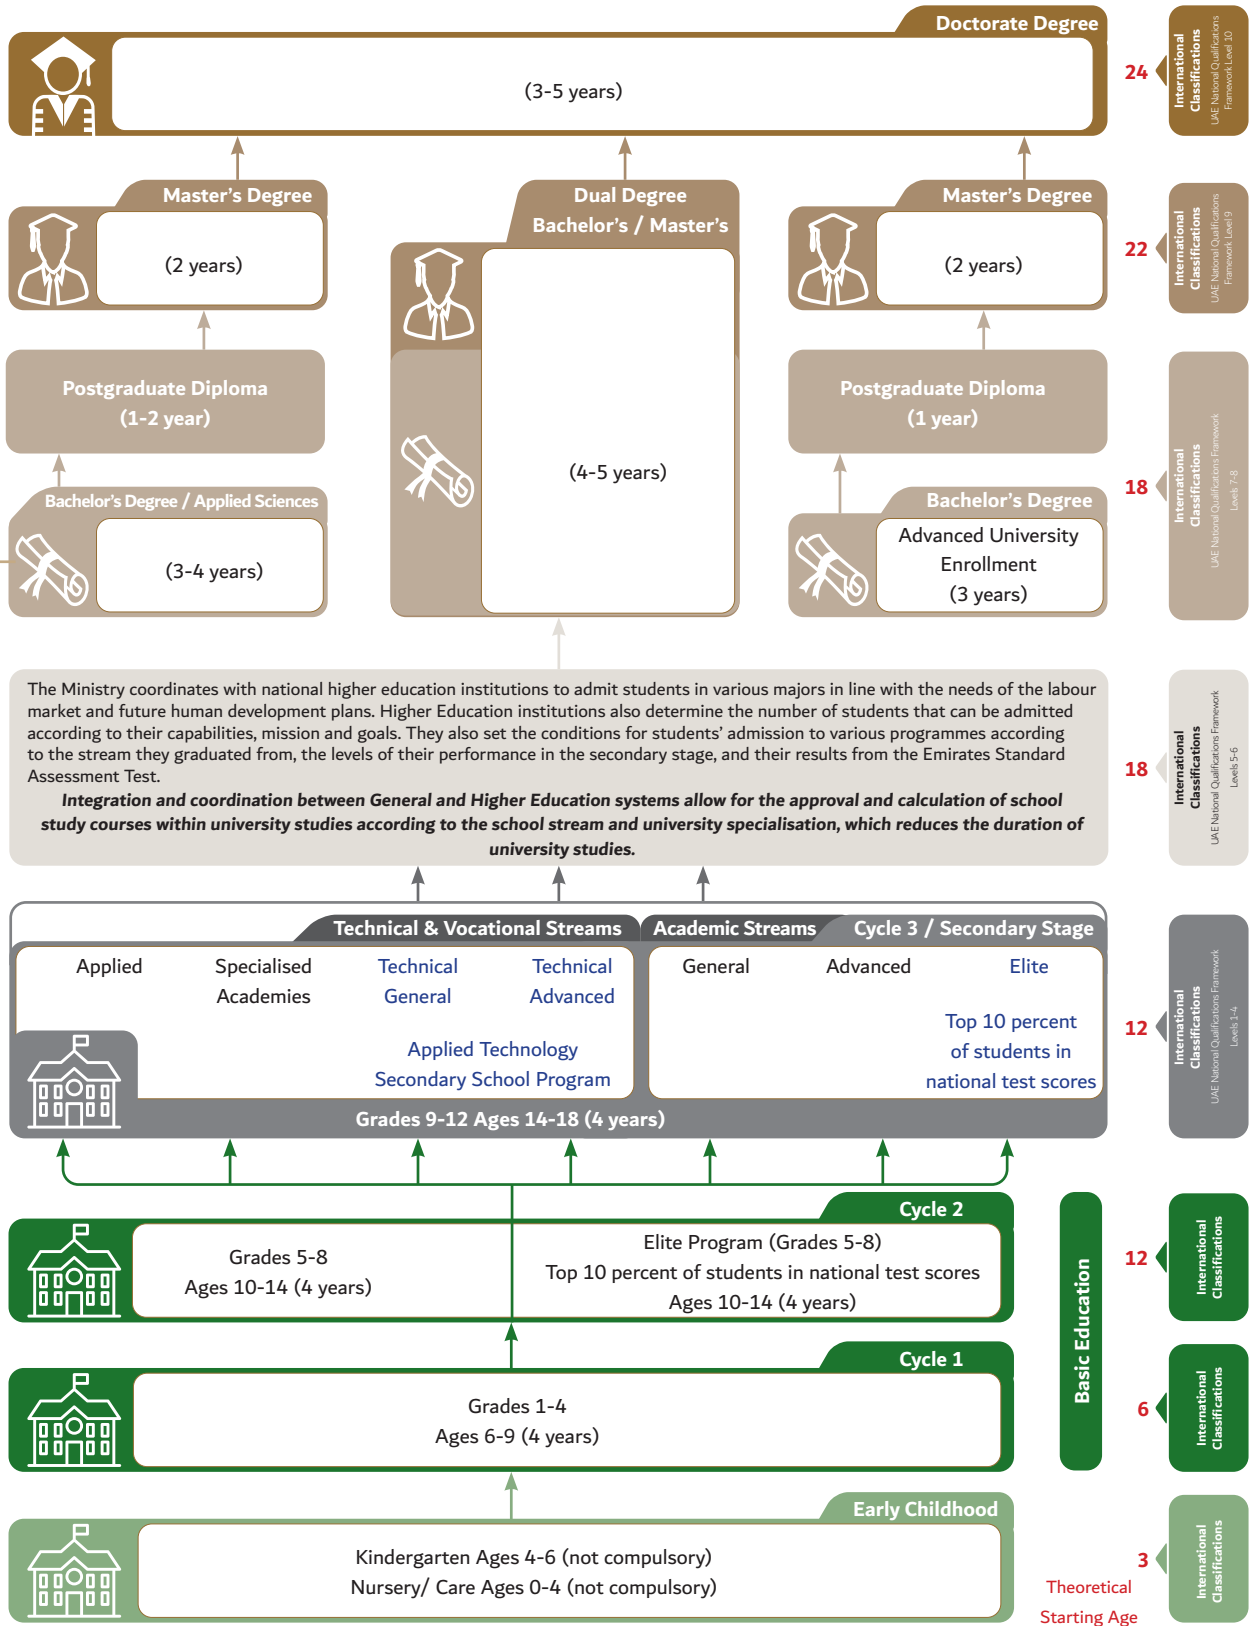 Doctorate Degree
(3-5 years)
24
International
Classifications
UAE National Qualifications
Framework Level 10
Master's Degree
(2 years)
Dual Degree
Bachelor's / Master's
(4-5 years)
Master's Degree
(2 years)
22
International
Classifications
UAE National Qualifications
Framework Level 9
Postgraduate Diploma
(1-2 year)
Postgraduate Diploma
(1 year)
Bachelor's Degree / Applied Sciences
(3-4 years)
Bachelor's Degree
Advanced University
Enrollment
(3 years)
18
International
Classifications
UAE National Qualifications Framework
Levels 7-8
The Ministry coordinates with national higher education institutions to admit students in various majors in line with the needs of the labour
market and future human development plans. Higher Education institutions also determine the number of students that can be admitted
according to their capabilities, mission and goals. They also set the conditions for students' admission to various programmes according
to the stream they graduated from, the levels of their performance in the secondary stage, and their results from the Emirates Standard
Assessment Test.
Integration and coordination between General and Higher Education systems allow for the approval and calculation of school
study courses within university studies according to the school stream and university specialisation, which reduces the duration of
university studies.
18
International
Classifications
UAE National Qualifications Framework
Levels 5-6
Technical & Vocational Streams
Academic Streams
Cycle 3 / Secondary Stage
Applied
Specialised
Academies
Technical
General
Technical
Advanced
Applied Technology
Secondary School Program
General
Advanced
Elite
Top 10 percent
of students in
national test scores
Grades 9-12 Ages 14-18 (4 years)
12
International
Classifications
UAE National Qualifications Framework
Levels 1-4
Cycle 2
Grades 5-8
Ages 10-14 (4 years)
Elite Program (Grades 5-8)
Top 10 percent of students in national test scores
Ages 10-14 (4 years)
12
International
Classifications
Basic Education
Cycle 1
Grades 1-4
Ages 6-9 (4 years)
6
International
Classifications
Early Childhood
Kindergarten Ages 4-6 (not compulsory)
Nursery/ Care Ages 0-4 (not compulsory)
3
Theoretical
Starting Age
International
Classifications